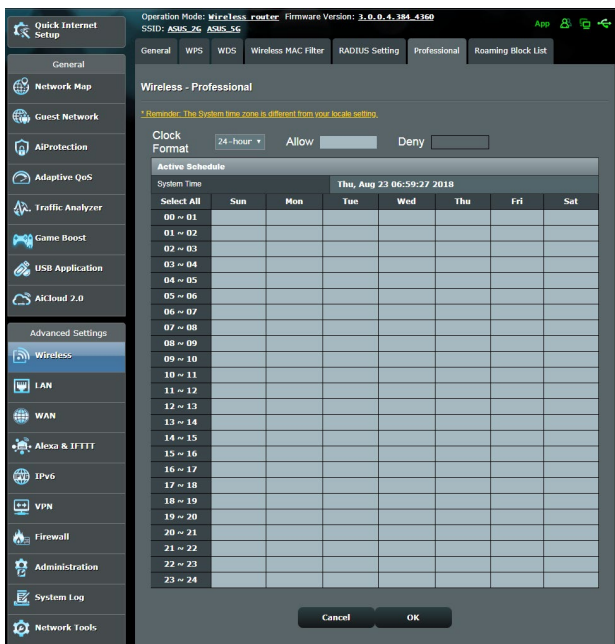 Quick Internet Setup
Operation Mode: Wireless router Firmware Version: 3.0.0.4.384_4360
SSID: ASUS_2G ASUS_5G
App
General WPS WDS Wireless MAC Filter RADIUS Setting Professional Roaming Block List
General
Network Map
Guest Network
AiProtection
Adaptive QoS
Traffic Analyzer
Game Boost
USB Application
AiCloud 2.0
Advanced Settings
Wireless
LAN
WAN
Alexa & IFTTT
IPv6
VPN
Firewall
Administration
System Log
Network Tools
Wireless - Professional
* Reminder: The System time zone is different from your locale setting.
Clock Format 24-hour Allow Deny
Active Schedule
System Time Thu, Aug 23 06:59:27 2018
Select All Sun Mon Tue Wed Thu Fri Sat
00 ~ 01
01 ~ 02
02 ~ 03
03 ~ 04
04 ~ 05
05 ~ 06
06 ~ 07
07 ~ 08
08 ~ 09
09 ~ 10
10 ~ 11
11 ~ 12
12 ~ 13
13 ~ 14
14 ~ 15
15 ~ 16
16 ~ 17
17 ~ 18
18 ~ 19
19 ~ 20
20 ~ 21
21 ~ 22
22 ~ 23
23 ~ 24
Cancel OK